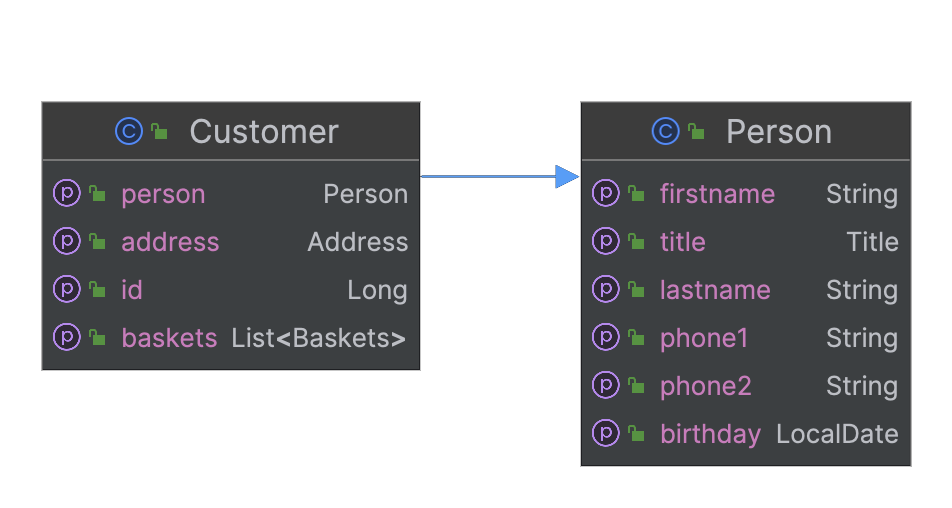 C Customer
p person Person
p address Address
p id Long
p baskets List<Baskets>
C Person
p firstname String
p title Title
p lastname String
p phone1 String
p phone2 String
p birthday LocalDate